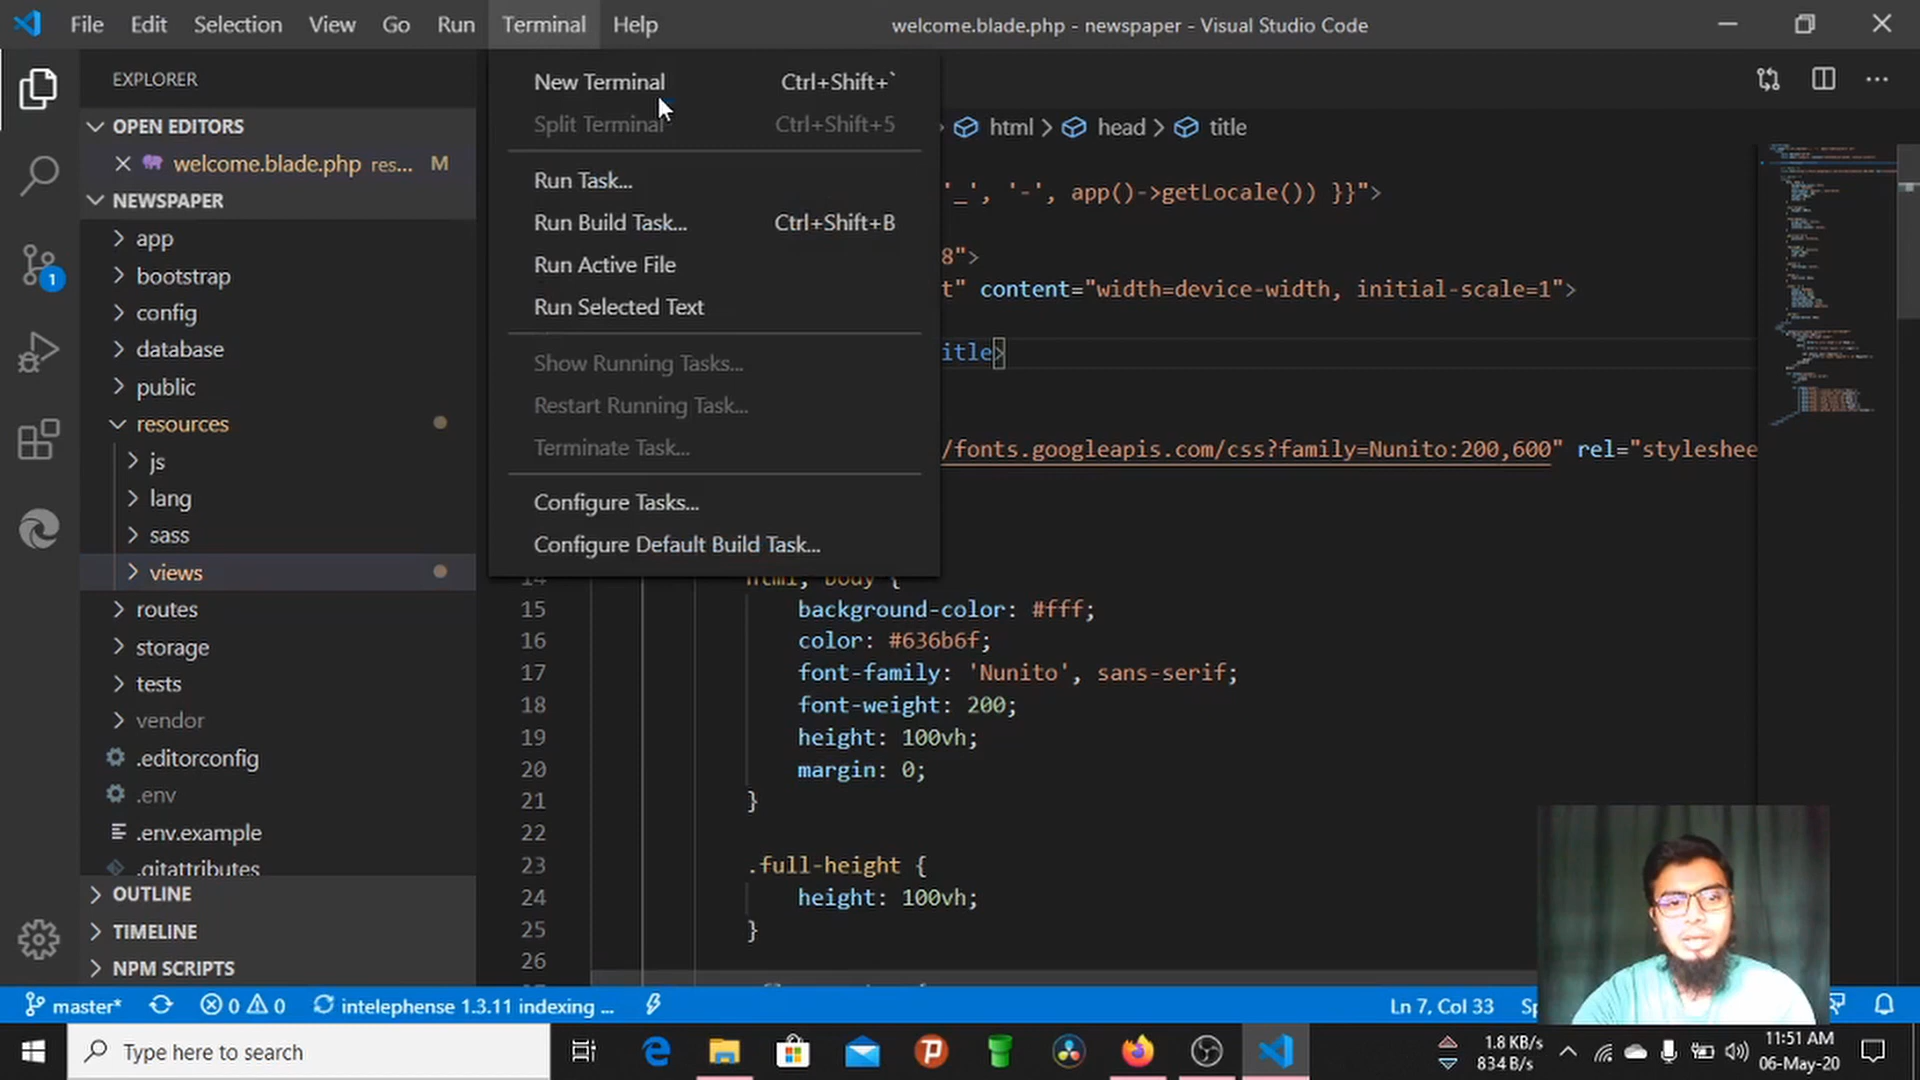 File Edit Selection View Go Run Terminal Help
welcome.blade.php - newspaper - Visual Studio Code
EXPLORER
OPEN EDITORS
welcome.blade.php res... M
NEWSPAPER
app
bootstrap
config
database
public
resources
js
lang
sass
views
routes
storage
tests
vendor
.editorconfig
.env
.env.example
.gitattributes
OUTLINE
TIMELINE
NPM SCRIPTS
1
New Terminal Ctrl+Shift+`
Split Terminal Ctrl+Shift+5
Run Task...
Run Build Task... Ctrl+Shift+B
Run Active File
Run Selected Text
Show Running Tasks...
Restart Running Task...
Terminate Task...
Configure Tasks...
Configure Default Build Task...
html > head > title
'_', '-', app()->getLocale()) }}">
8">
t" content="width=device-width, initial-scale=1">
itle>
/fonts.googleapis.com/css?family=Nunito:200,600" rel="styleshee
14 html, body {
15 background-color: #fff;
16 color: #636b6f;
17 font-family: 'Nunito', sans-serif;
18 font-weight: 200;
19 height: 100vh;
20 margin: 0;
21 }
22
23 .full-height {
24 height: 100vh;
25 }
26
master* 0 0 intelephense 1.3.11 indexing ... Ln 7, Col 33 Sp
Type here to search
1.8 KB/s
834 B/s
11:51 AM
06-May-20